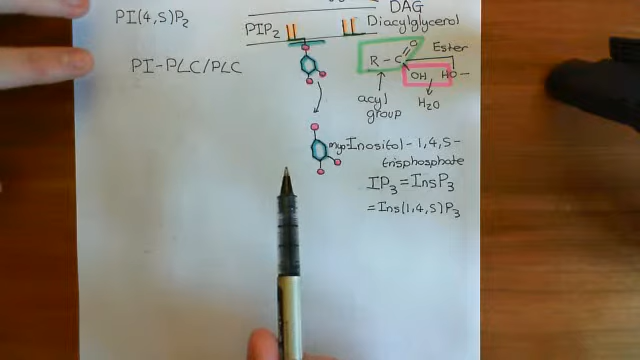 PI(4,5)P2
PI-PLC/PLC
PIP2
DAG
Diacylglycerol
Ester
R-C
O
OH
HO-
H2O
acyl
group
myo Inositol-1,4,5-
trisphosphate
IP3 = InsP3
= Ins(1,4,5)P3